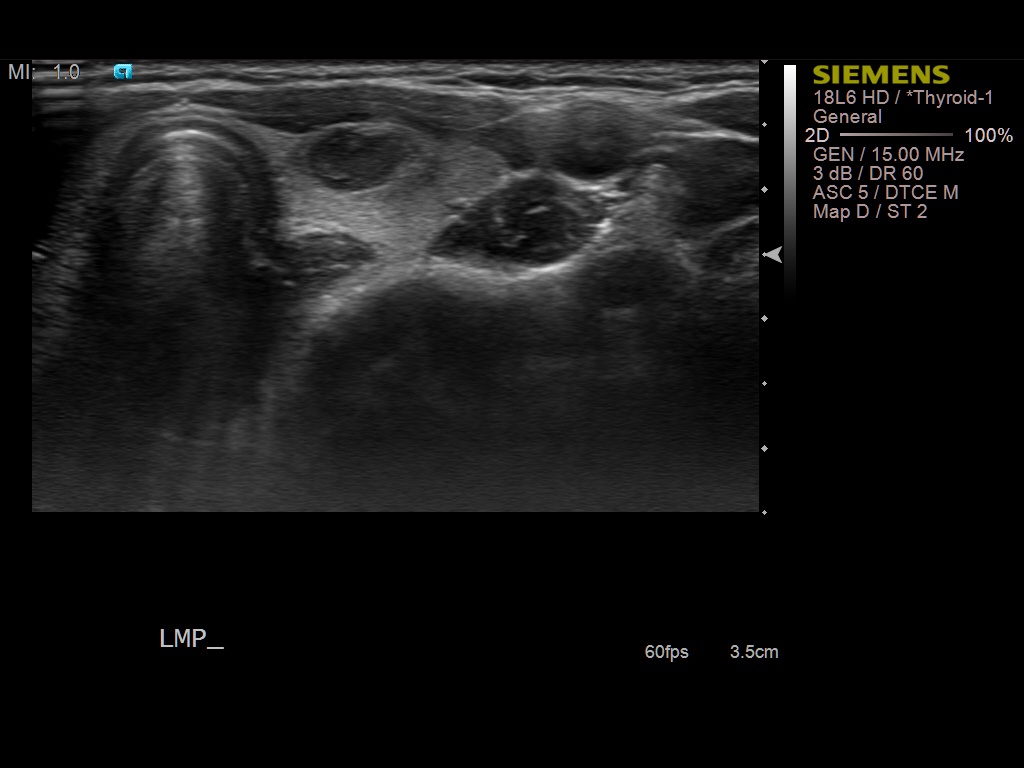 MI: 1.0
SIEMENS
18L6 HD / *Thyroid-1
General
2D 100%
GEN / 15.00 MHz
3 dB / DR 60
ASC 5 / DTCE M
Map D / ST 2
LMP_
60fps 3.5cm